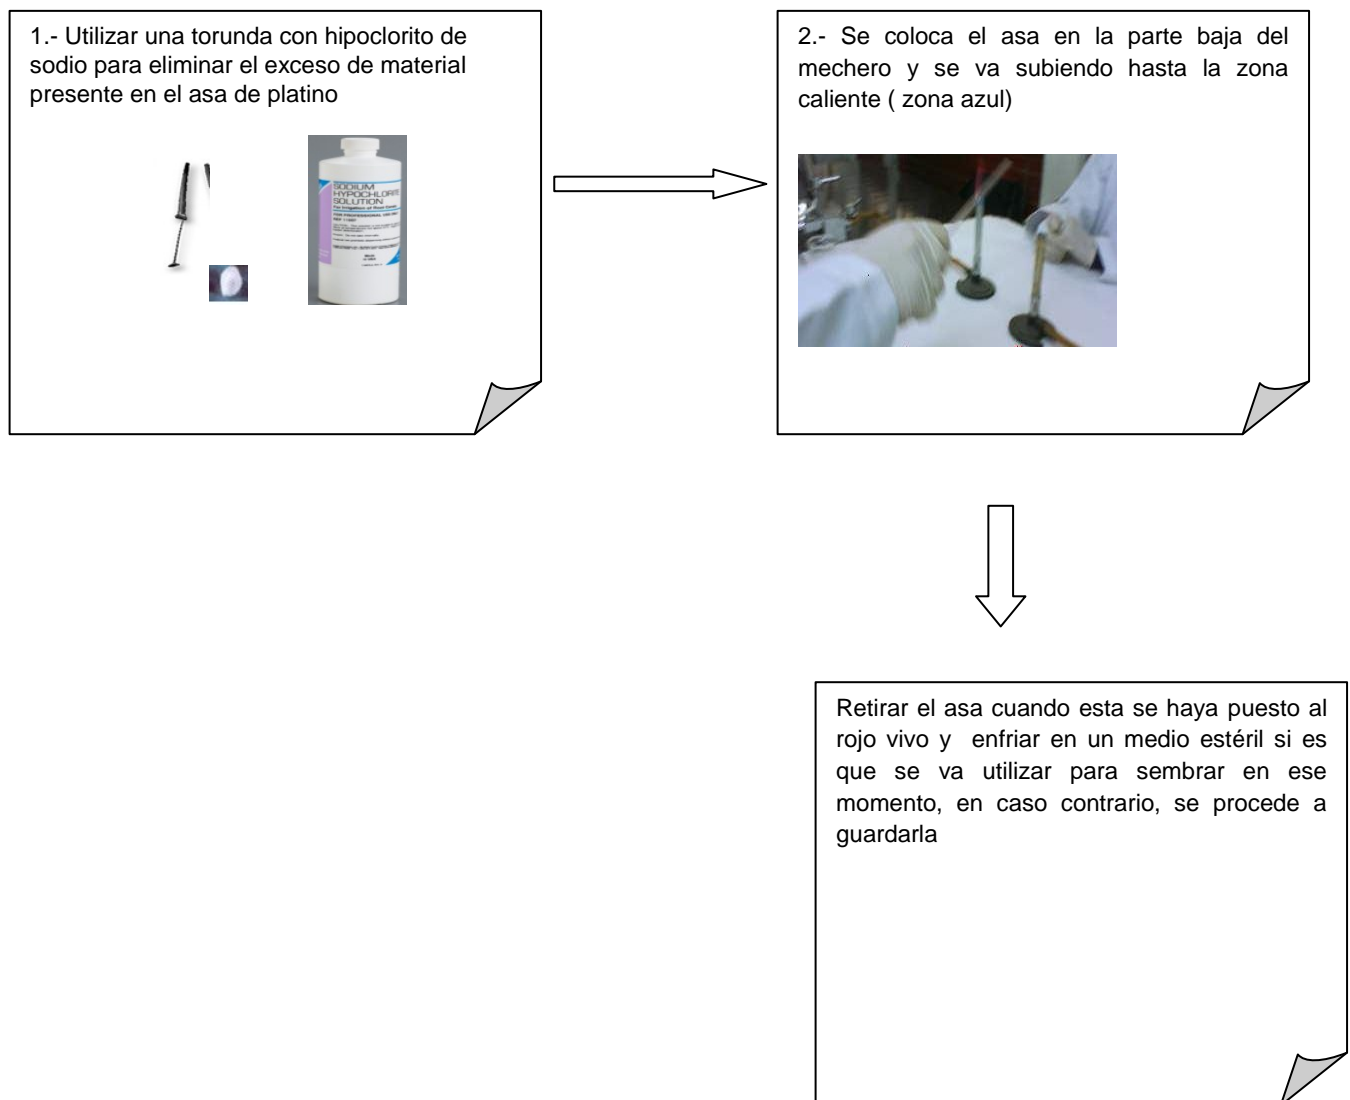 1.- Utilizar una torunda con hipoclorito de
sodio para eliminar el exceso de material
presente en el asa de platino
SODIUM
HYPOCHLORITE
SOLUTION
2.- Se coloca el asa en la parte baja del
mechero y se va subiendo hasta la zona
caliente ( zona azul)
Retirar el asa cuando esta se haya puesto al
rojo vivo y enfriar en un medio estéril si es
que se va utilizar para sembrar en ese
momento, en caso contrario, se procede a
guardarla